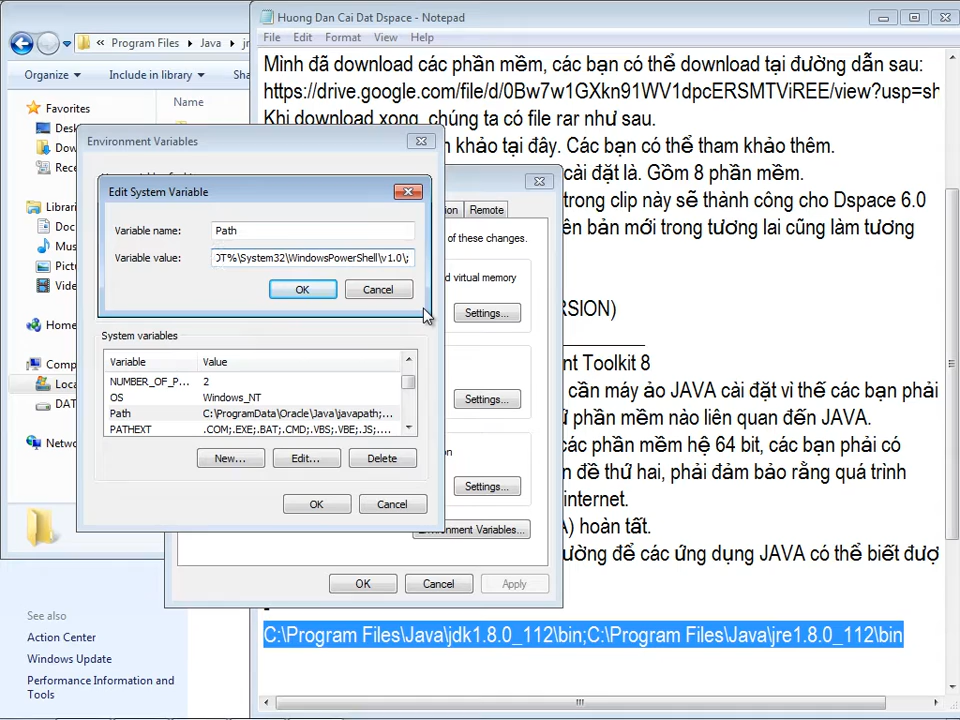 Huong Dan Cai Dat Dspace - Notepad
File Edit Format View Help
« Program Files Java
Organize Include in library
Favorites
Name
Libraries
Environment Variables
Edit System Variable
Variable name: Path
Variable value: OT%\System32\WindowsPowerShell\v1.0\;
OK Cancel
System variables
Variable Value
NUMBER_OF_P... 2
OS Windows_NT
Path C:\ProgramData\Oracle\Java\javapath;...
PATHEXT .COM;.EXE;.BAT;.CMD;.VBS;.VBE;.JS;....
New... Edit... Delete
OK Cancel
Remote
of these changes.
d virtual memory
Settings...
Settings...
Settings...
Environment Variables...
OK Cancel Apply
Mình đã download các phần mềm, các bạn có thể download tại đường dẫn sau:
https://drive.google.com/file/d/0Bw7w1GXkn91WV1dpcERSMTViREE/view?usp=sh
Khi download xong, chúng ta có file rar như sau.
khảo tại đây. Các bạn có thể tham khảo thêm.
cài đặt là. Gồm 8 phần mềm.
trong clip này sẽ thành công cho Dspace 6.0
ên bản mới trong tương lai cũng làm tương
RSION)
nt Toolkit 8
cần máy ảo JAVA cài đặt vì thế các bạn phải
phần mềm nào liên quan đến JAVA.
các phần mềm hệ 64 bit, các bạn phải có
n đề thứ hai, phải đảm bảo rằng quá trình
internet.
A) hoàn tất.
ường để các ứng dụng JAVA có thể biết đượ
C:\Program Files\Java\jdk1.8.0_112\bin;C:\Program Files\Java\jre1.8.0_112\bin
See also
Action Center
Windows Update
Performance Information and
Tools